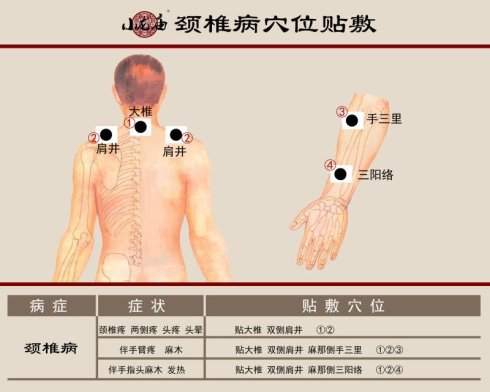 颈椎病穴位贴敷
大椎
①
② 肩井
② 肩井
③ 手三里
④ 三阳络
病症 症状 贴敷穴位
颈椎病
颈椎疼 两侧疼 头疼 头晕 贴大椎 双侧肩井 ①②
伴手臂疼 麻木 贴大椎 双侧肩井 麻那侧手三里 ①②③
伴手指头麻木 发热 贴大椎 双侧肩井 麻那侧三阳络 ①②④